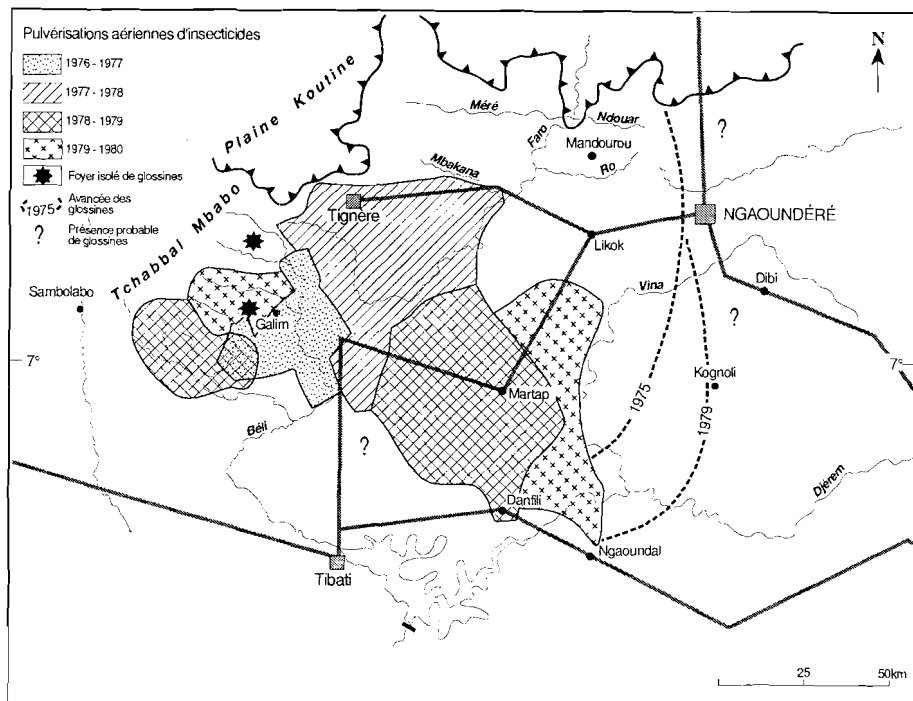 Pulvérisations aériennes d'insecticides
1976 - 1977
1977 - 1978
1978 - 1979
1979 - 1980
Foyer isolé de glossines
1975 Avancée des glossines
? Présence probable de glossines
N
Plaine Koutine
Tchabbal Mbabo
Méré
Ndouar
Faro
Mandourou
Ro
Mbakana
?
Tignère
NGAOUNDÉRÉ
Likok
Sambolabo
Vina
Dibi
Galim
?
7°
7°
Martap
Kognoli
1975
1979
Béli
?
Djérem
Danfili
Ngaoundal
Tibati
25
50km